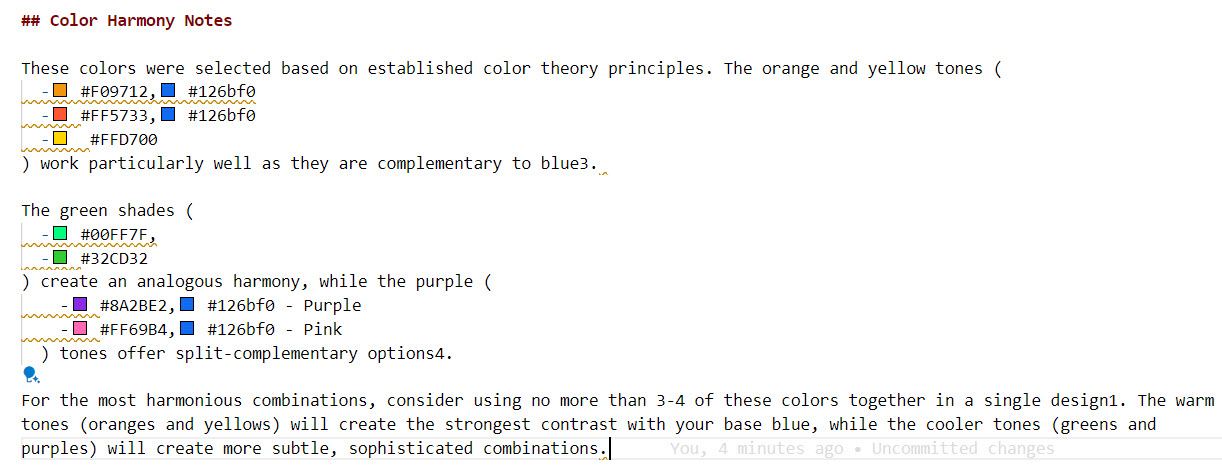 ## Color Harmony Notes
These colors were selected based on established color theory principles. The orange and yellow tones (
- #F09712, #126bf0
- #FF5733, #126bf0
- #FFD700
) work particularly well as they are complementary to blue3.
The green shades (
- #00FF7F,
- #32CD32
) create an analogous harmony, while the purple (
- #8A2BE2, #126bf0 - Purple
- #FF69B4, #126bf0 - Pink
) tones offer split-complementary options4.
For the most harmonious combinations, consider using no more than 3-4 of these colors together in a single design1. The warm
tones (oranges and yellows) will create the strongest contrast with your base blue, while the cooler tones (greens and
purples) will create more subtle, sophisticated combinations. You, 4 minutes ago • Uncommitted changes